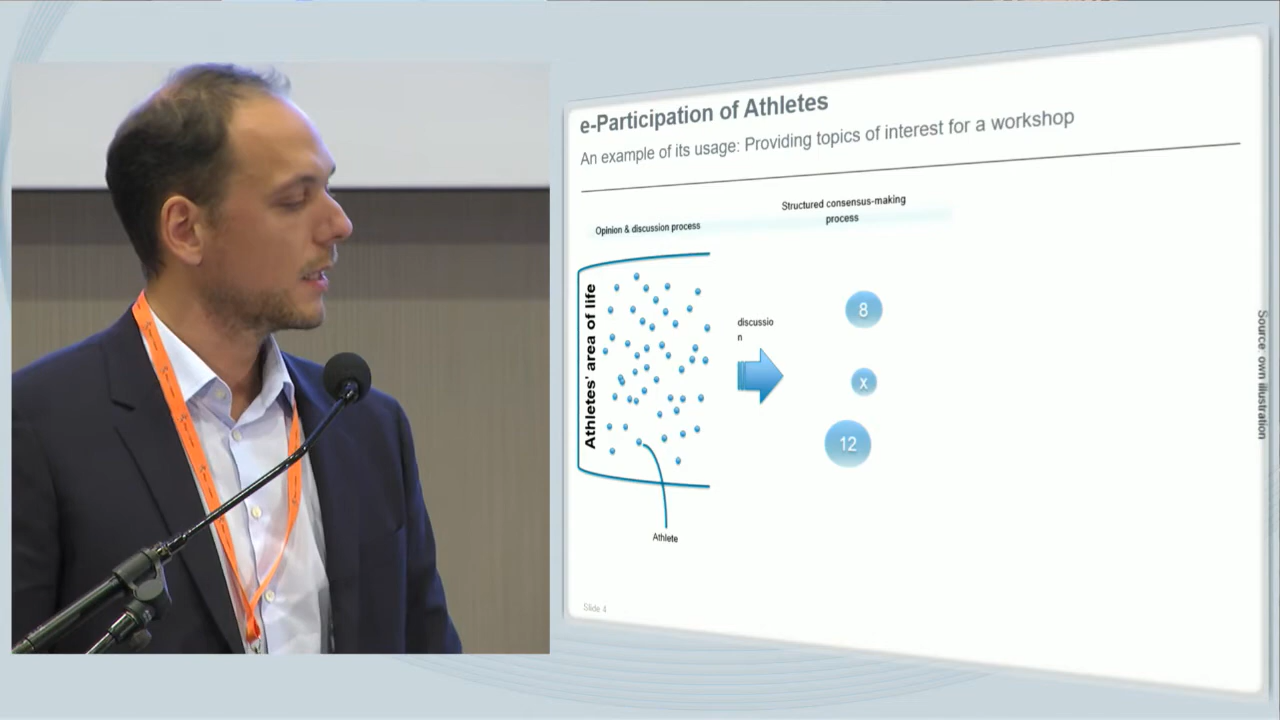 e-Participation of Athletes
An example of its usage: Providing topics of interest for a workshop
Opinion & discussion process
Structured consensus-making
process
Athletes' area of life
discussio
n
8
x
12
Athlete
Slide 4
Source: own illustration